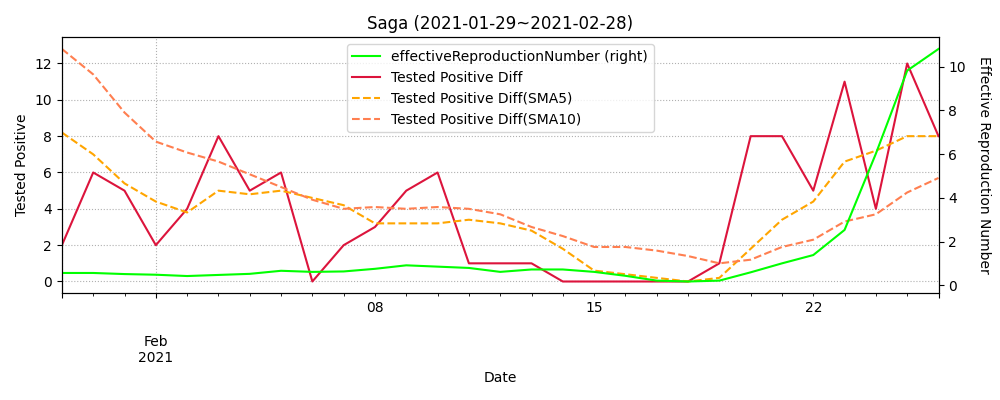 Saga (2021-01-29~2021-02-28)
effectiveReproductionNumber (right)
Tested Positive Diff
Tested Positive Diff(SMA5)
Tested Positive Diff(SMA10)
Tested Positive
12
10
8
6
4
2
0
Effective Reproduction Number
10
8
6
4
2
0
08
15
22
Feb
2021
Date